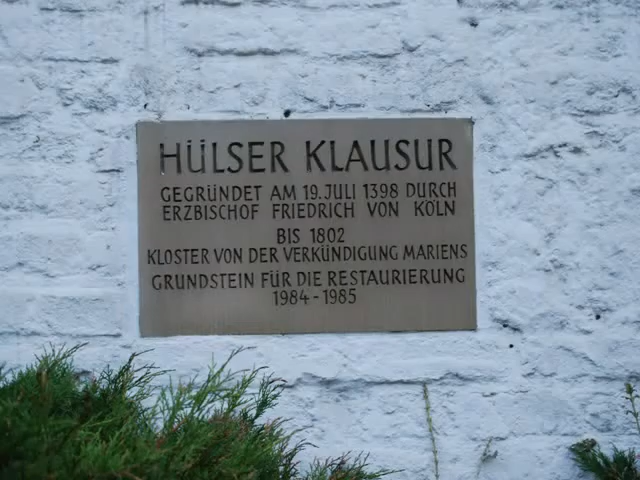 HÜLSER KLAUSUR
GEGRÜNDET AM 19. JULI 1398 DURCH
ERZBISCHOF FRIEDRICH VON KÖLN
BIS 1802
KLOSTER VON DER VERKÜNDIGUNG MARIENS
GRUNDSTEIN FÜR DIE RESTAURIERUNG
1984 - 1985